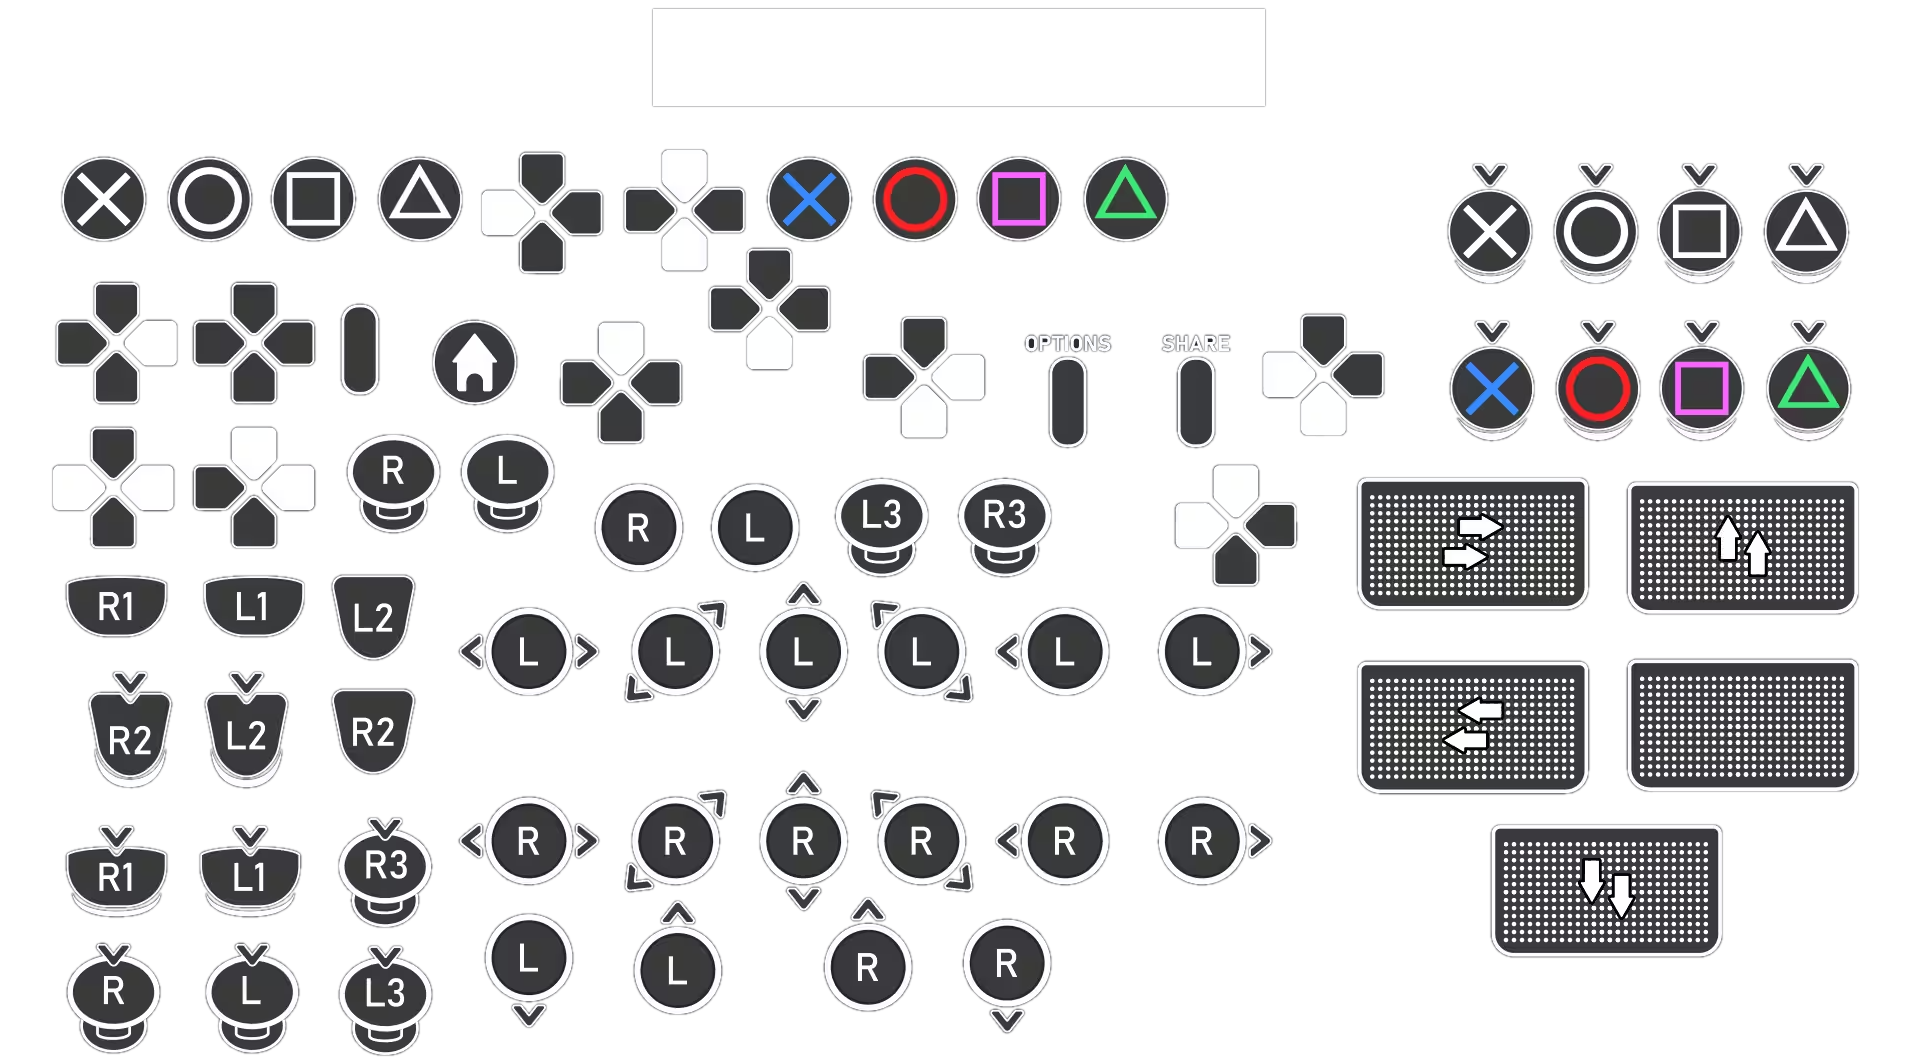 OPTIONS SHARE
R L
R L L3 R3
R1 L1 L2
L L L L L L
R2 L2 R2
R R R R R R
R1 L1 R3
L L R R
R L L3